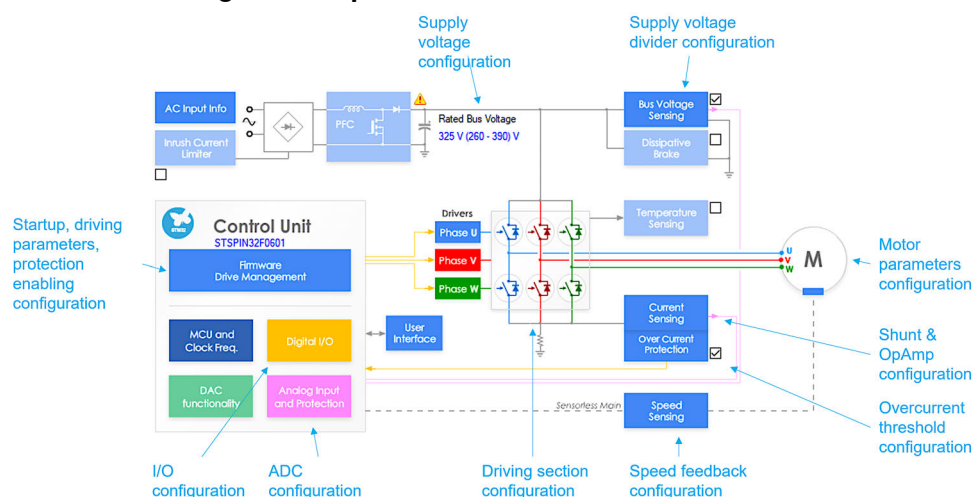 Supply
voltage
configuration
Supply voltage
divider configuration
AC Input Info
Inrush Current
Limiter
PFC
Rated Bus Voltage
325 V (260 - 390) V
Bus Voltage
Sensing
Dissipative
Brake
Temperature
Sensing
Startup, driving
parameters,
protection
enabling
configuration
STM32
Control Unit
STSPIN32F0601
Firmware
Drive Management
Drivers
Phase U
Phase V
Phase W
U
V
W
M
Motor
parameters
configuration
MCU and
Clock Freq.
Digital I/O
User
Interface
DAC
functionality
Analog Input
and Protection
Current
Sensing
Over Current
Protection
Shunt &
OpAmp
configuration
Sensorless Main
Speed
Sensing
Overcurrent
threshold
configuration
I/O
configuration
ADC
configuration
Driving section
configuration
Speed feedback
configuration